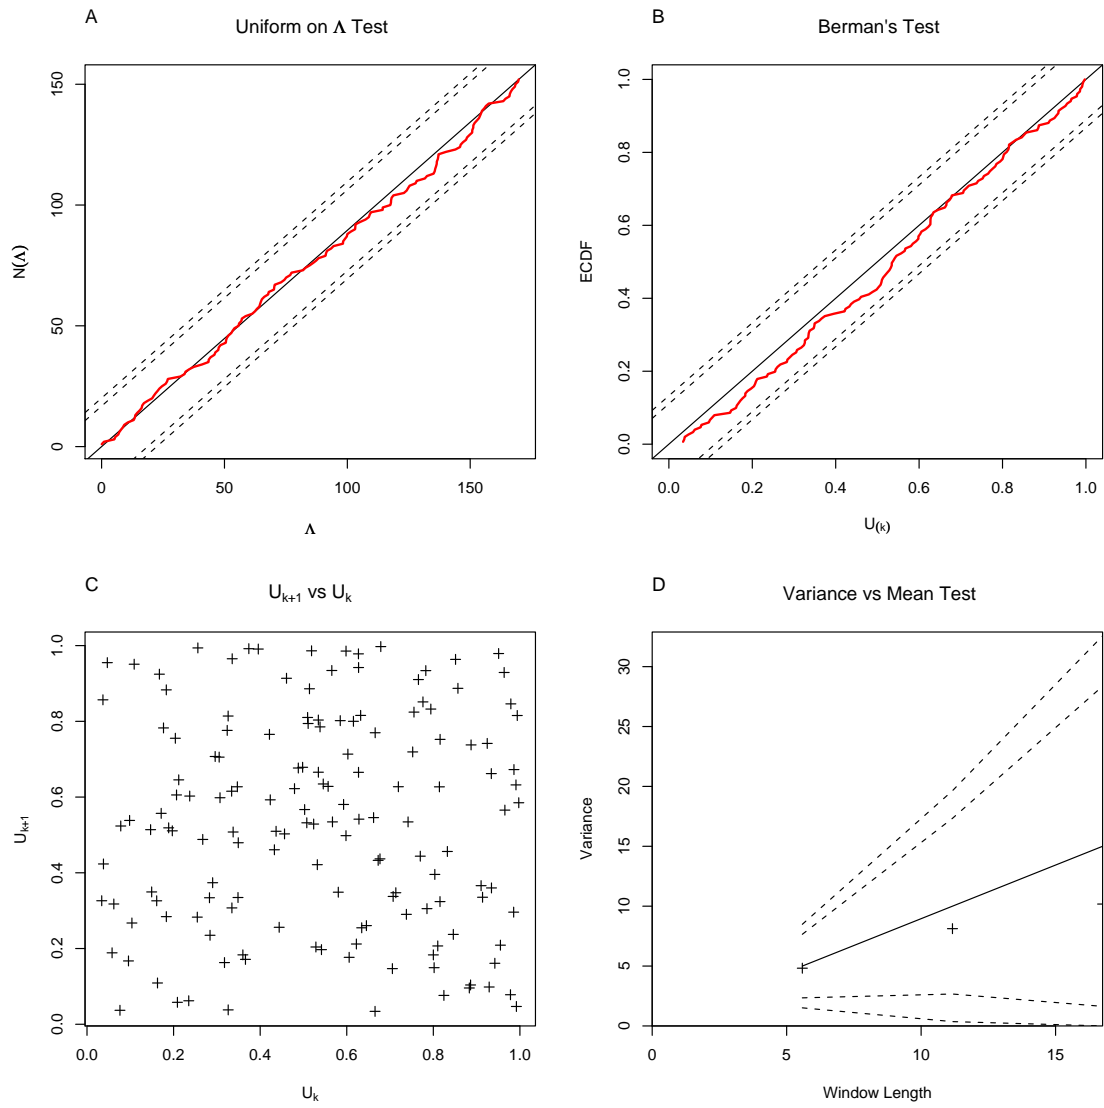 A
Uniform on Λ Test
150
100
50
0
N(Λ)
0 50 100 150
Λ
B
Berman's Test
1.0
0.8
0.6
0.4
0.2
0.0
ECDF
0.0 0.2 0.4 0.6 0.8 1.0
U(k)
C
Uk+1 vs Uk
1.0
0.8
0.6
0.4
0.2
0.0
Uk+1
0.0 0.2 0.4 0.6 0.8 1.0
Uk
D
Variance vs Mean Test
30
25
20
15
10
5
0
Variance
0 5 10 15
Window Length